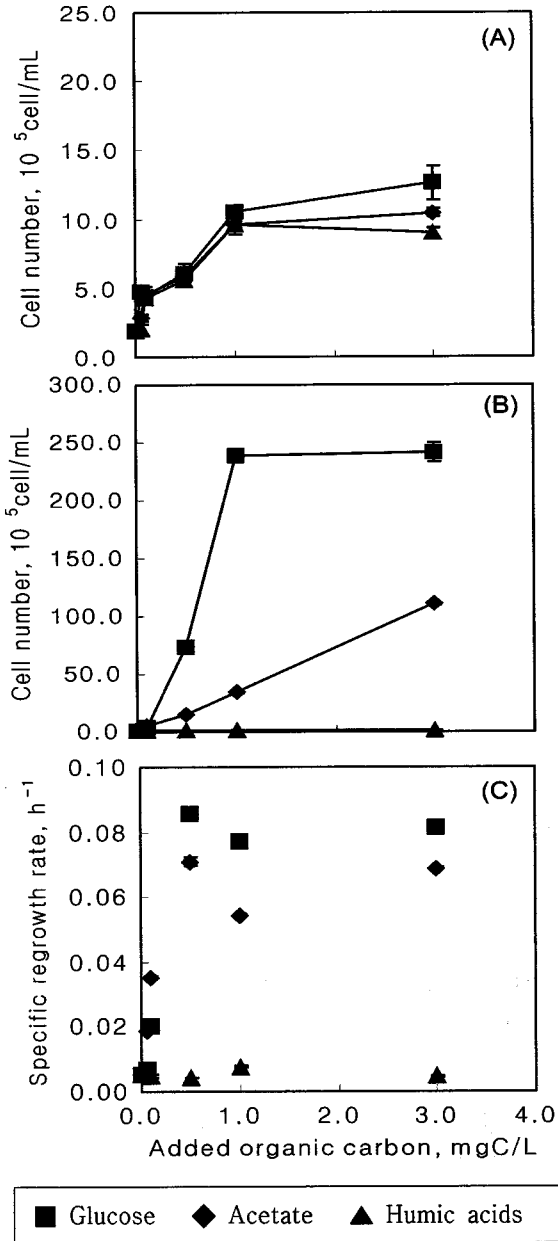 (A)
25.0
20.0
15.0
10.0
5.0
0.0
Cell number, 10 ⁵cell/mL
(B)
300.0
250.0
200.0
150.0
100.0
50.0
0.0
Cell number, 10 ⁵cell/mL
(C)
0.10
0.08
0.06
0.04
0.02
0.00
Specific regrowth rate, h⁻¹
0.0 1.0 2.0 3.0 4.0
Added organic carbon, mgC/L
Glucose Acetate Humic acids